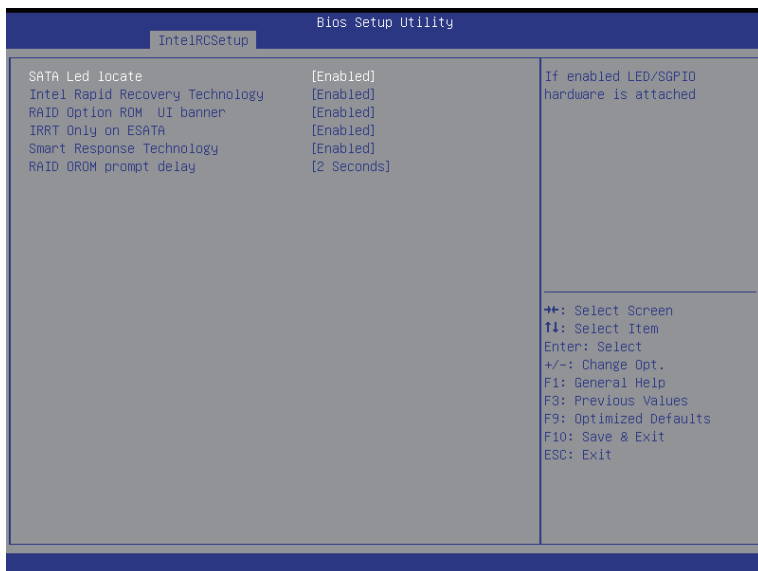 Bios Setup Utility
IntelRCSetup
SATA Led locate [Enabled]
Intel Rapid Recovery Technology [Enabled]
RAID Option ROM UI banner [Enabled]
IRRT Only on ESATA [Enabled]
Smart Response Technology [Enabled]
RAID OROM prompt delay [2 Seconds]
If enabled LED/SGPIO
hardware is attached
→←: Select Screen
↑↓: Select Item
Enter: Select
+/-: Change Opt.
F1: General Help
F3: Previous Values
F9: Optimized Defaults
F10: Save & Exit
ESC: Exit